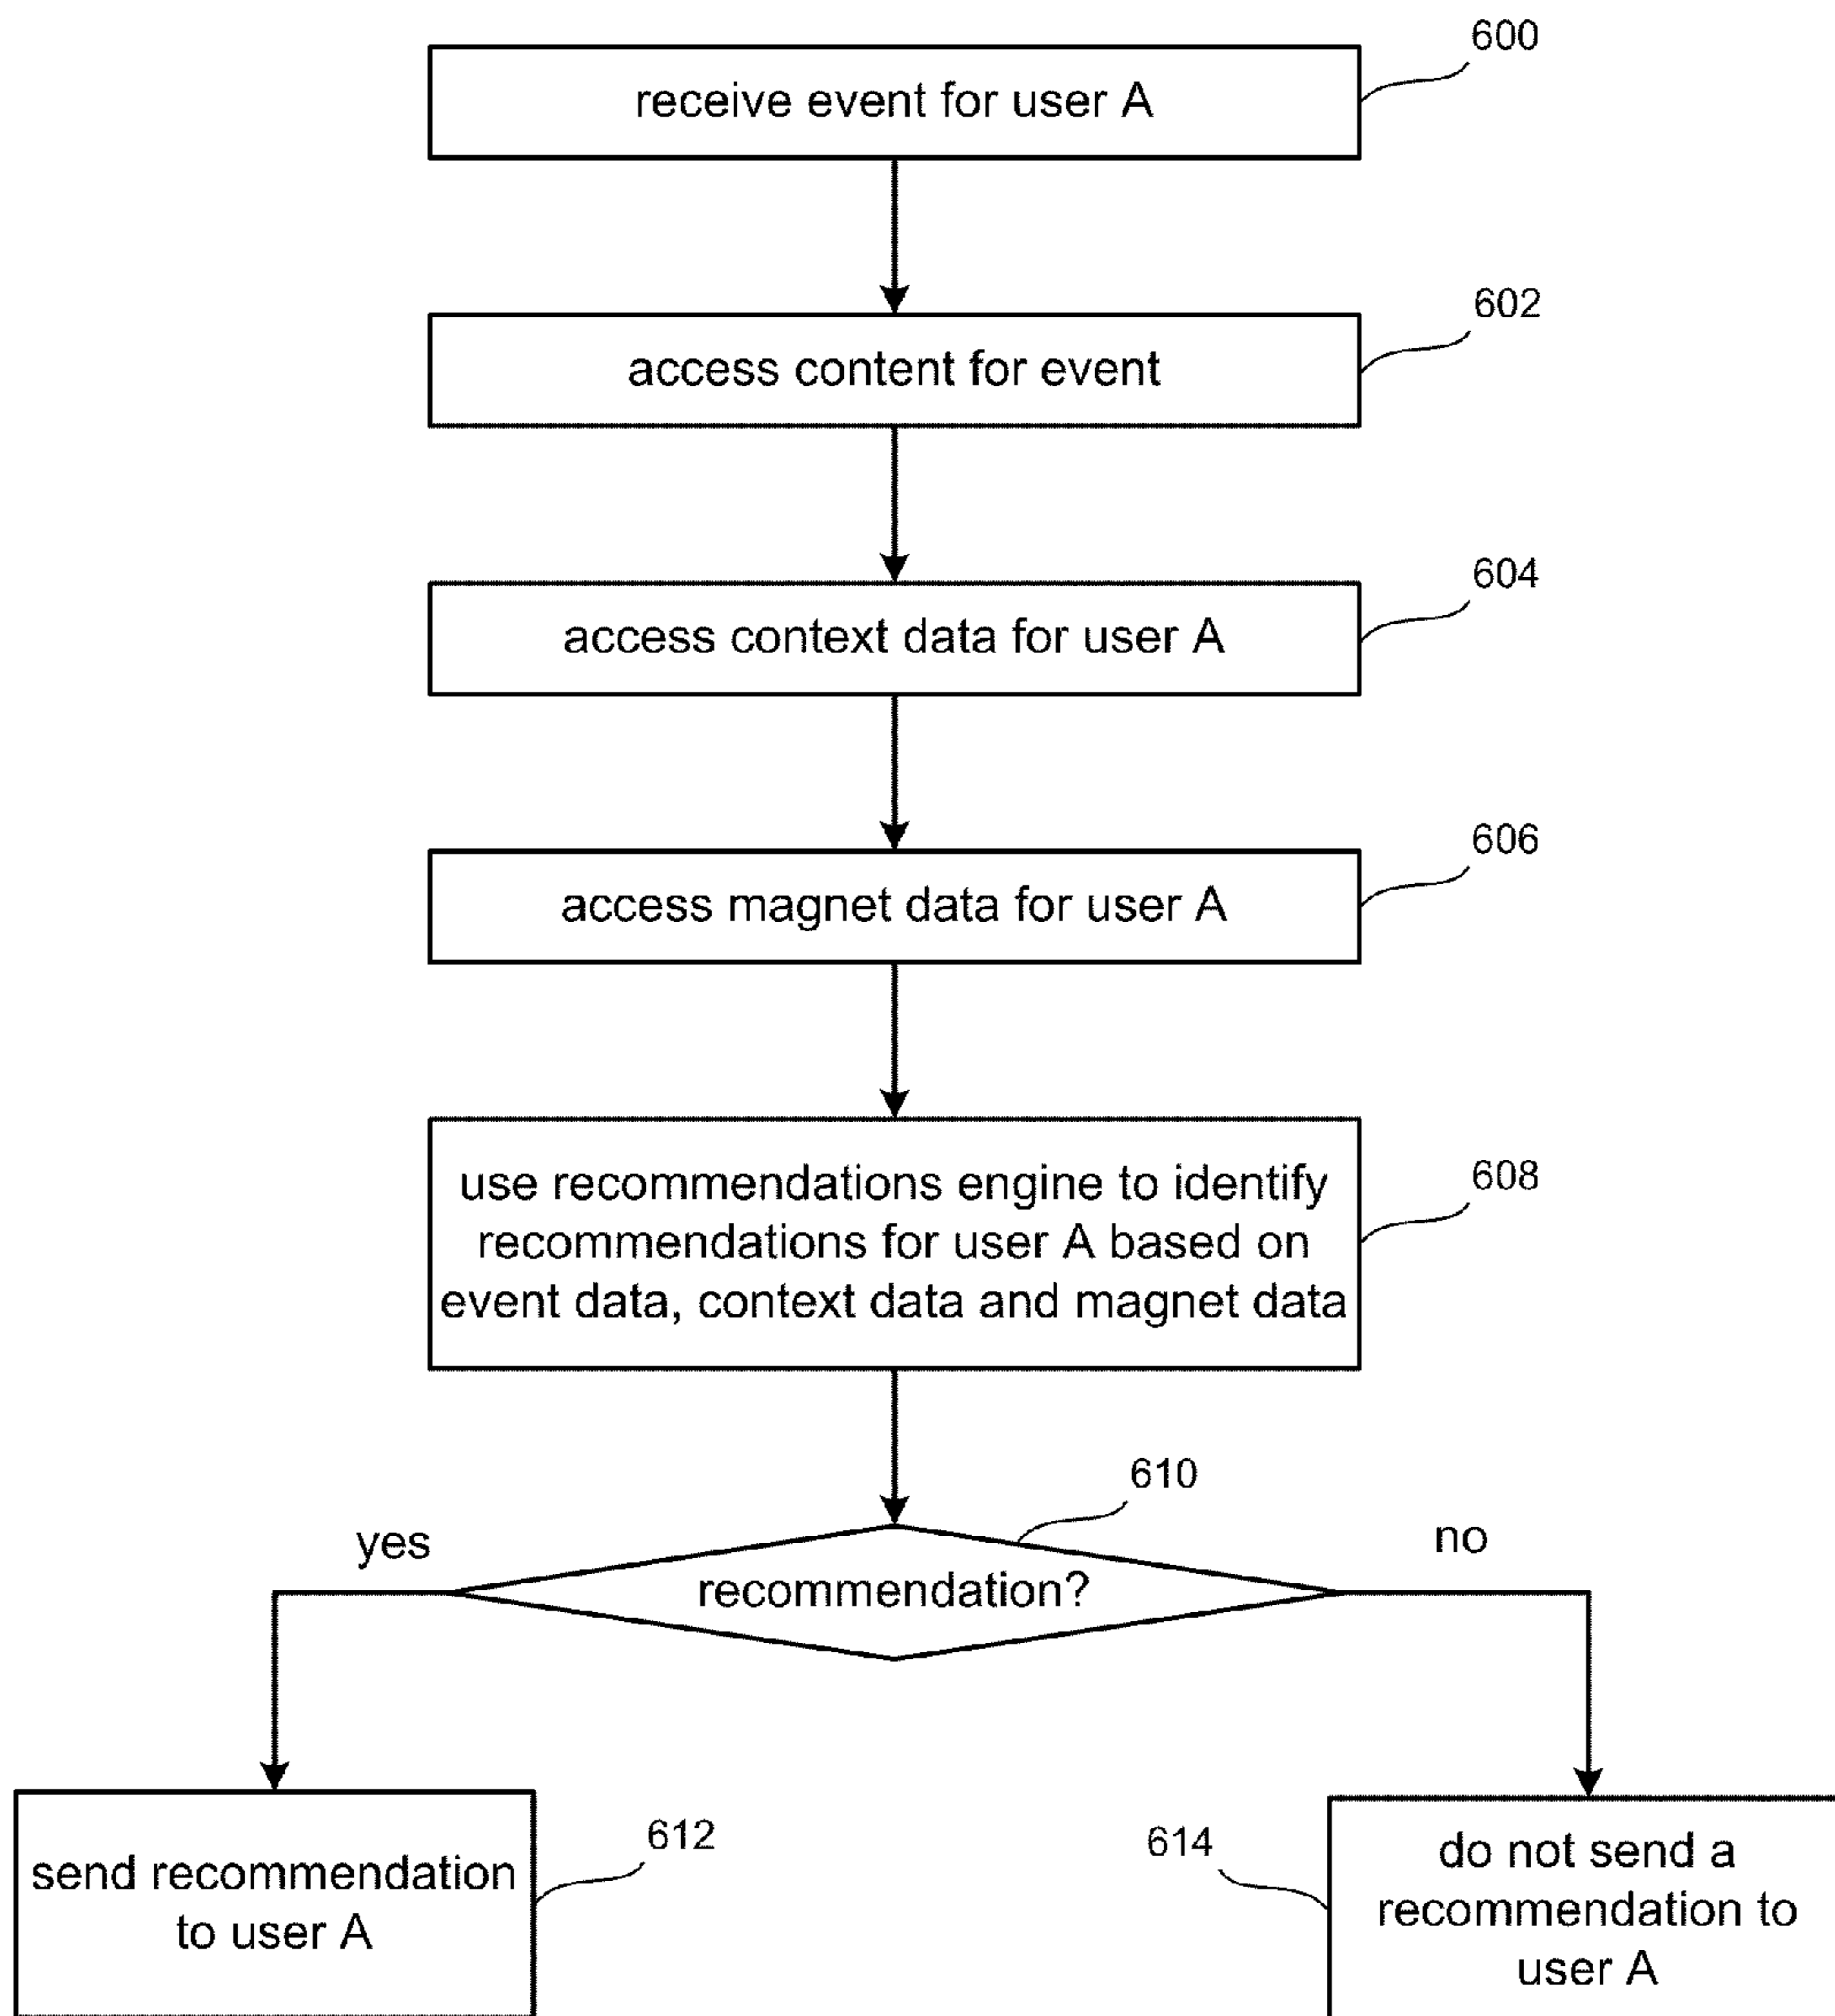 600
receive event for user A
602
access content for event
604
access context data for user A
606
access magnet data for user A
608
use recommendations engine to identify
recommendations for user A based on
event data, context data and magnet data
610
yes
no
recommendation?
612
send recommendation
to user A
614
do not send a
recommendation to
user A